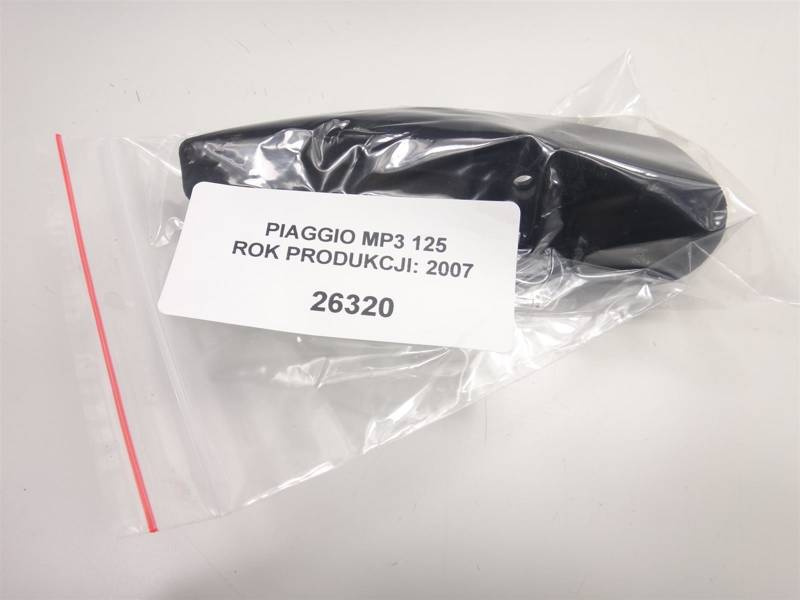 PIAGGIO MP3 125
ROK PRODUKCJI: 2007
26320